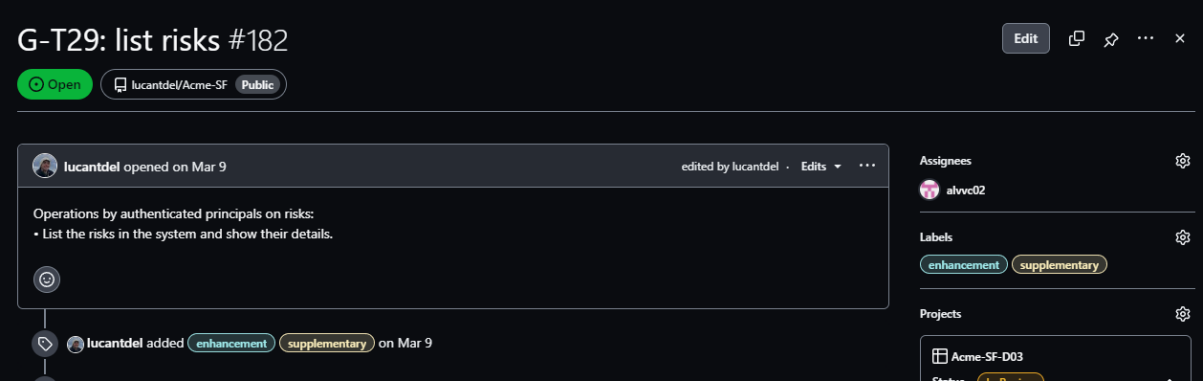 G-T29: list risks #182
Edit
Open
lucantdel/Acme-SF Public
lucantdel opened on Mar 9
edited by lucantdel · Edits
Operations by authenticated principals on risks:
• List the risks in the system and show their details.
lucantdel added enhancement supplementary on Mar 9
Assignees
alvvc02
Labels
enhancement supplementary
Projects
Acme-SF-D03